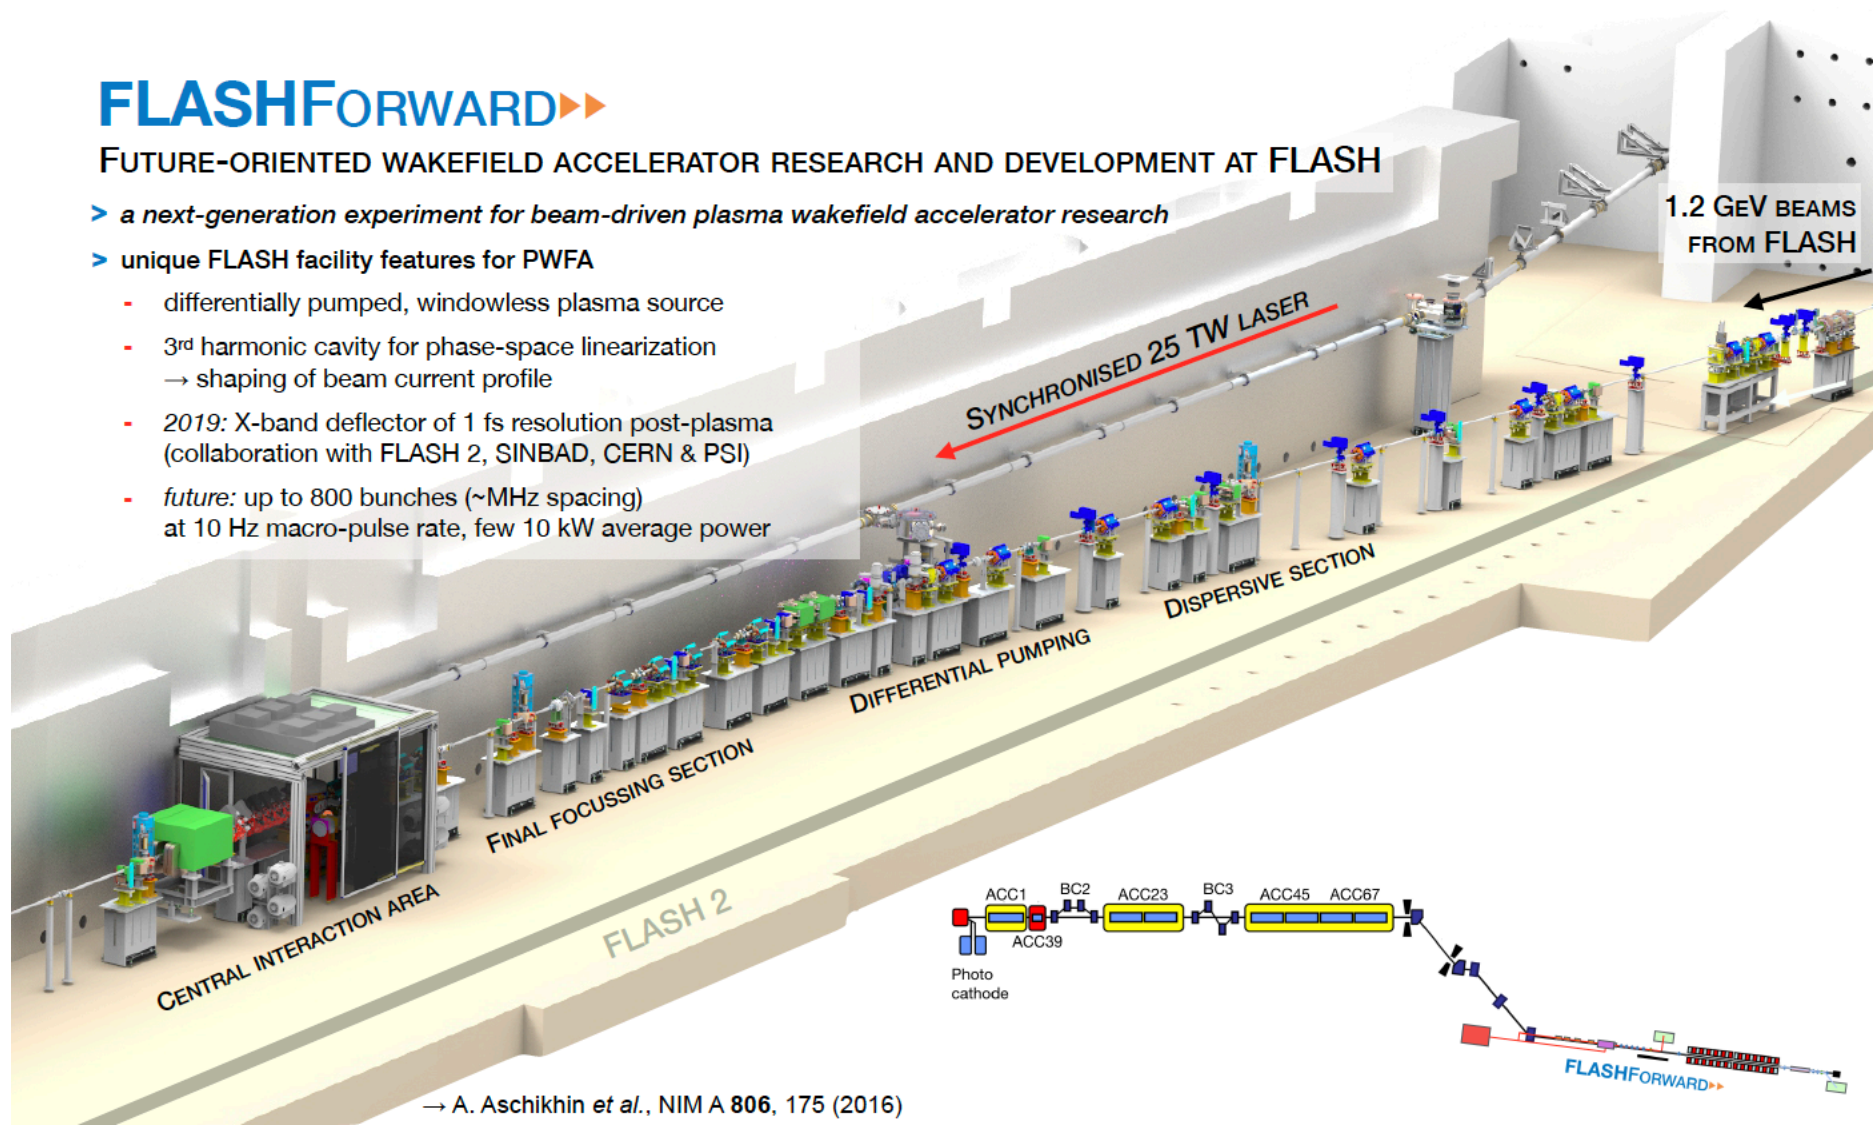 FLASHFORWARD
FUTURE-ORIENTED WAKEFIELD ACCELERATOR RESEARCH AND DEVELOPMENT AT FLASH
> a next-generation experiment for beam-driven plasma wakefield accelerator research
> unique FLASH facility features for PWFA
- differentially pumped, windowless plasma source
- 3rd harmonic cavity for phase-space linearization
→ shaping of beam current profile
- 2019: X-band deflector of 1 fs resolution post-plasma
(collaboration with FLASH 2, SINBAD, CERN & PSI)
- future: up to 800 bunches (~MHz spacing)
at 10 Hz macro-pulse rate, few 10 kW average power
1.2 GEV BEAMS
FROM FLASH
SYNCHRONISED 25 TW LASER
DISPERSIVE SECTION
DIFFERENTIAL PUMPING
FINAL FOCUSSING SECTION
CENTRAL INTERACTION AREA
FLASH 2
ACC1
BC2
ACC23
BC3
ACC45
ACC67
ACC39
Photo
cathode
FLASHFORWARD
→ A. Aschikhin et al., NIM A 806, 175 (2016)